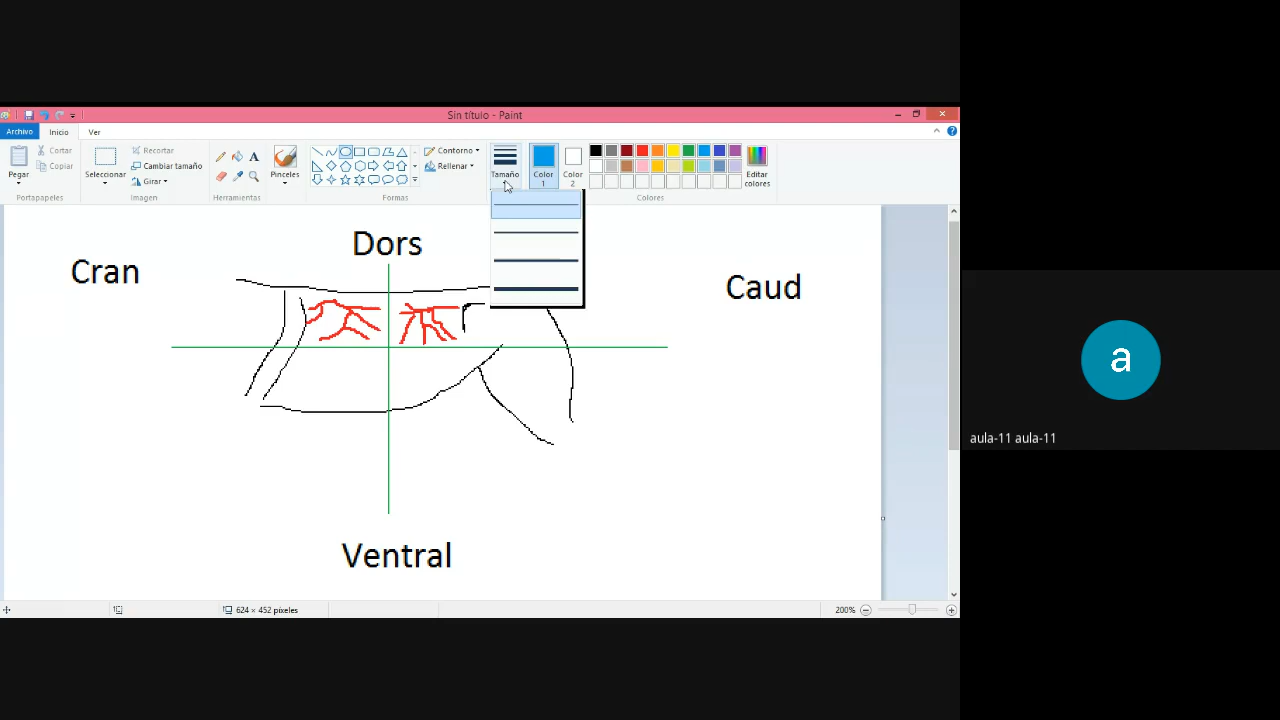 Sin título - Paint
Archivo
Inicio
Ver
Pegar
Cortar
Copiar
Portapapeles
Seleccionar
Recortar
Cambiar tamaño
Girar
Imagen
A
Herramientas
Pinceles
Contorno
Rellenar
Formas
Tamaño
Color
1
Color
2
Editar
colores
Colores
Dors
Cran
Caud
Ventral
a
aula-11 aula-11
624 × 452 píxeles
200%